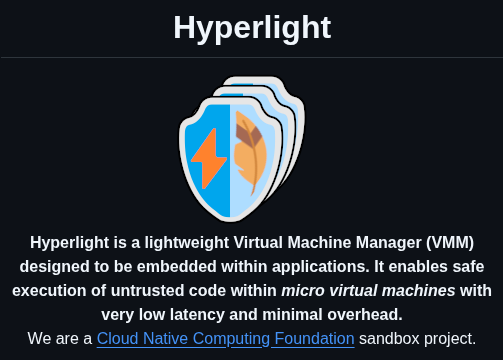 Hyperlight
Hyperlight is a lightweight Virtual Machine Manager (VMM)
designed to be embedded within applications. It enables safe
execution of untrusted code within micro virtual machines with
very low latency and minimal overhead.
We are a Cloud Native Computing Foundation sandbox project.